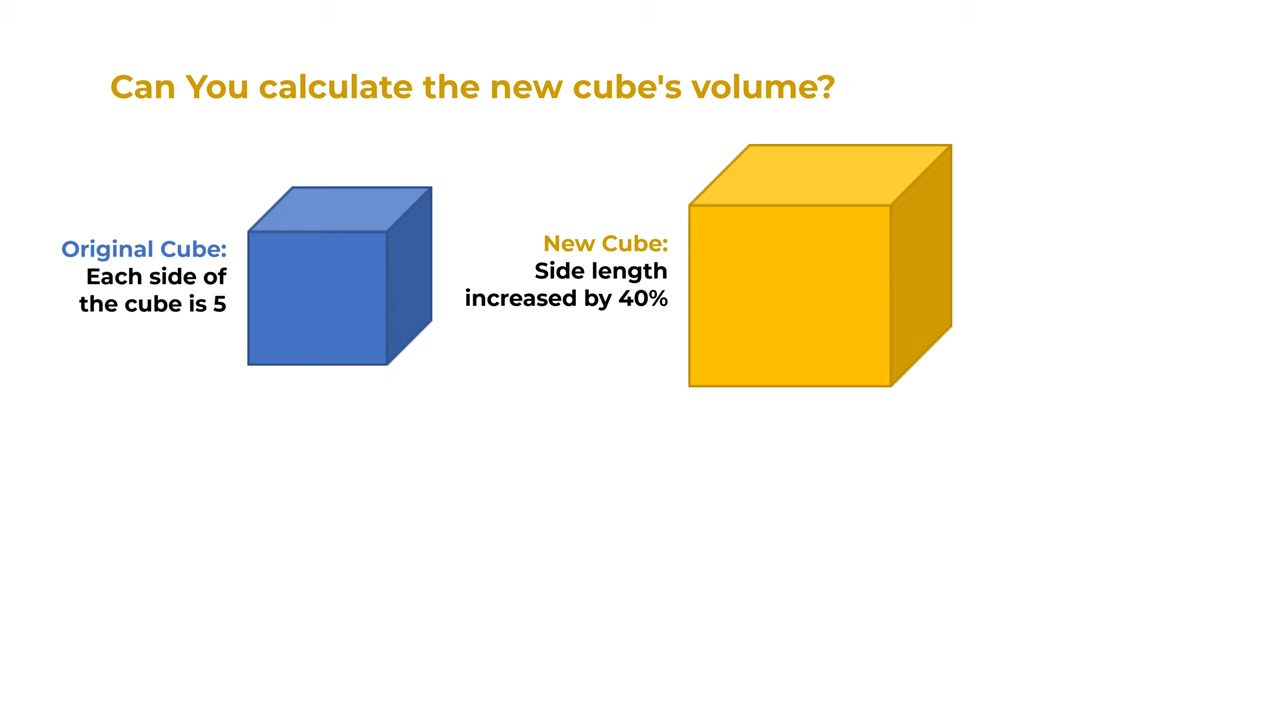 Can You calculate the new cube's volume?
Original Cube:
Each side of
the cube is 5
New Cube:
Side length
increased by 40%